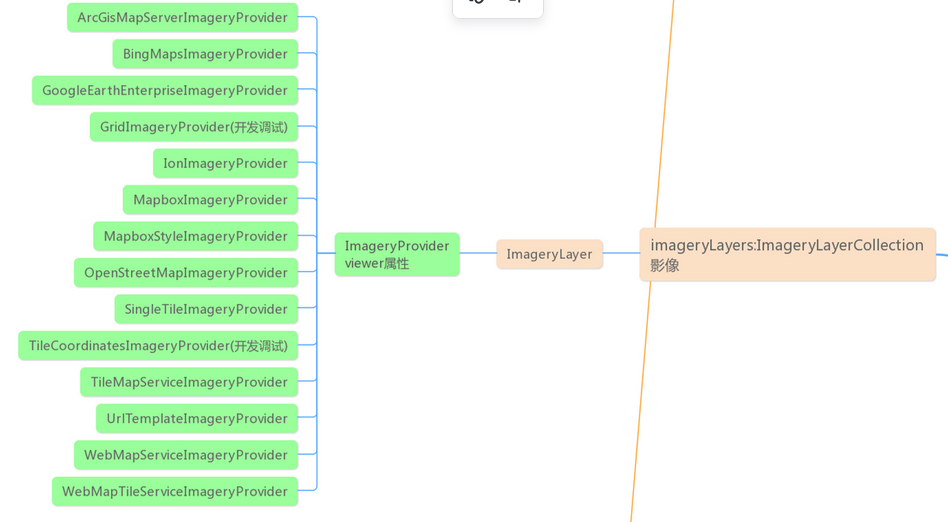 ArcGisMapServerImageryProvider
BingMapsImageryProvider
GoogleEarthEnterpriseImageryProvider
GridImageryProvider(开发调试)
IonImageryProvider
MapboxImageryProvider
MapboxStyleImageryProvider
OpenStreetMapImageryProvider
SingleTileImageryProvider
TileCoordinatesImageryProvider(开发调试)
TileMapServiceImageryProvider
UrlTemplateImageryProvider
WebMapServiceImageryProvider
WebMapTileServiceImageryProvider
ImageryProvider
viewer属性
ImageryLayer
imageryLayers:ImageryLayerCollection
影像